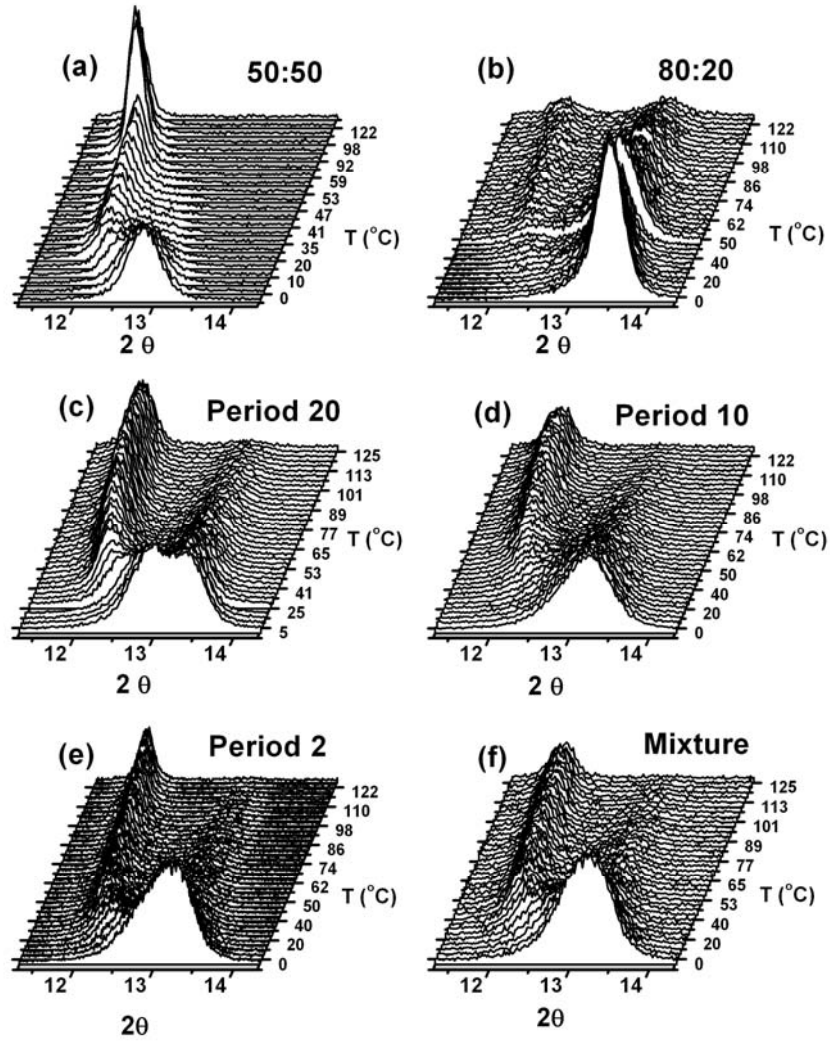 (a) 50:50
122
98
92
59
53
47
41
35
20
10
0
T (°C)
12 13 14
2 θ
(b) 80:20
122
110
98
86
74
62
50
40
20
0
T (°C)
12 13 14
2 θ
(c) Period 20
125
113
101
89
77
65
53
41
25
5
T (°C)
12 13 14
2 θ
(d) Period 10
122
110
98
86
74
62
50
40
20
0
T (°C)
12 13 14
2 θ
(e) Period 2
122
110
98
86
74
62
50
40
20
0
T (°C)
12 13 14
2θ
(f) Mixture
125
113
101
89
77
65
53
40
20
0
T (°C)
12 13 14
2θ